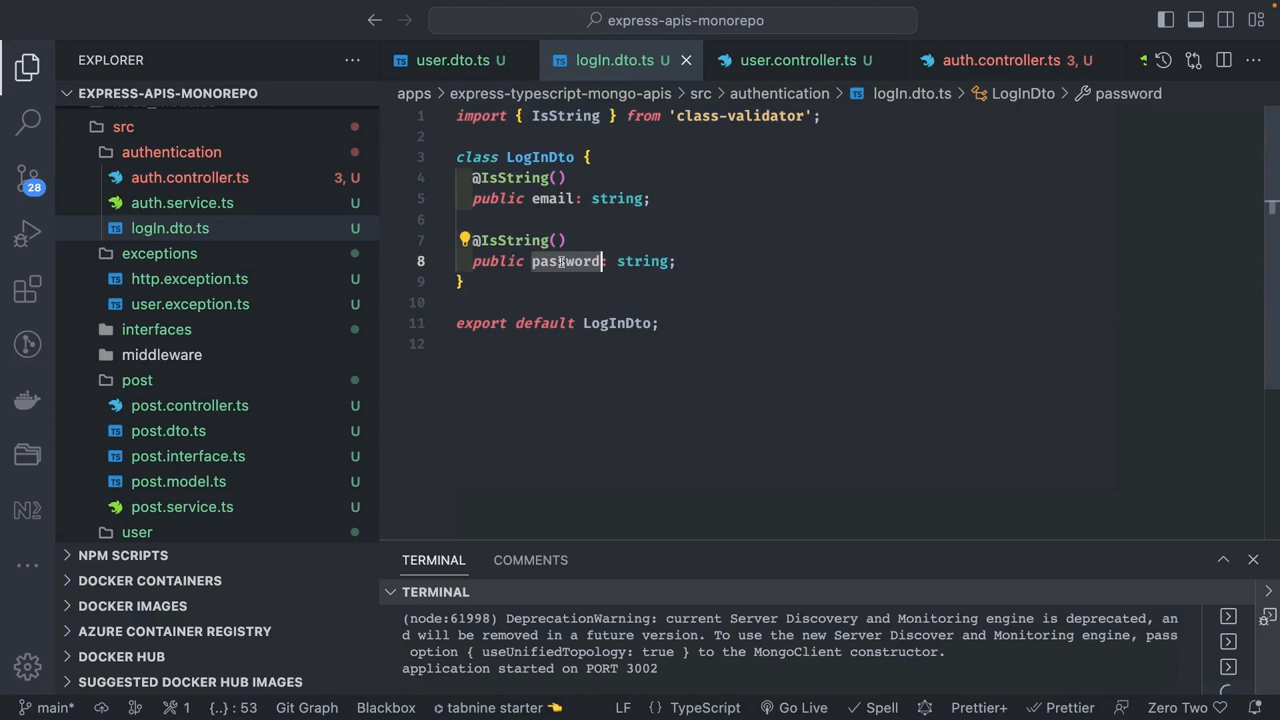 express-apis-monorepo
EXPLORER
EXPRESS-APIS-MONOREPO
src
authentication
auth.controller.ts 3, U
auth.service.ts U
logIn.dto.ts U
exceptions
http.exception.ts U
user.exception.ts U
interfaces
middleware
post
post.controller.ts U
post.dto.ts U
post.interface.ts U
post.model.ts U
post.service.ts U
user
NPM SCRIPTS
DOCKER CONTAINERS
DOCKER IMAGES
AZURE CONTAINER REGISTRY
DOCKER HUB
SUGGESTED DOCKER HUB IMAGES
28
TS user.dto.ts U
TS logIn.dto.ts U
user.controller.ts U
auth.controller.ts 3, U
apps > express-typescript-mongo-apis > src > authentication > TS logIn.dto.ts > LogInDto > password
1 import { IsString } from 'class-validator';
2
3 class LogInDto {
4 @IsString()
5 public email: string;
6
7 @IsString()
8 public password: string;
9 }
10
11 export default LogInDto;
12
TERMINAL COMMENTS
TERMINAL
(node:61998) DeprecationWarning: current Server Discovery and Monitoring engine is deprecated, an
d will be removed in a future version. To use the new Server Discover and Monitoring engine, pass
option { useUnifiedTopology: true } to the MongoClient constructor.
application started on PORT 3002
main* 1 {..} : 53 Git Graph Blackbox tabnine starter LF {} TypeScript Go Live Spell Prettier+ Prettier Zero Two